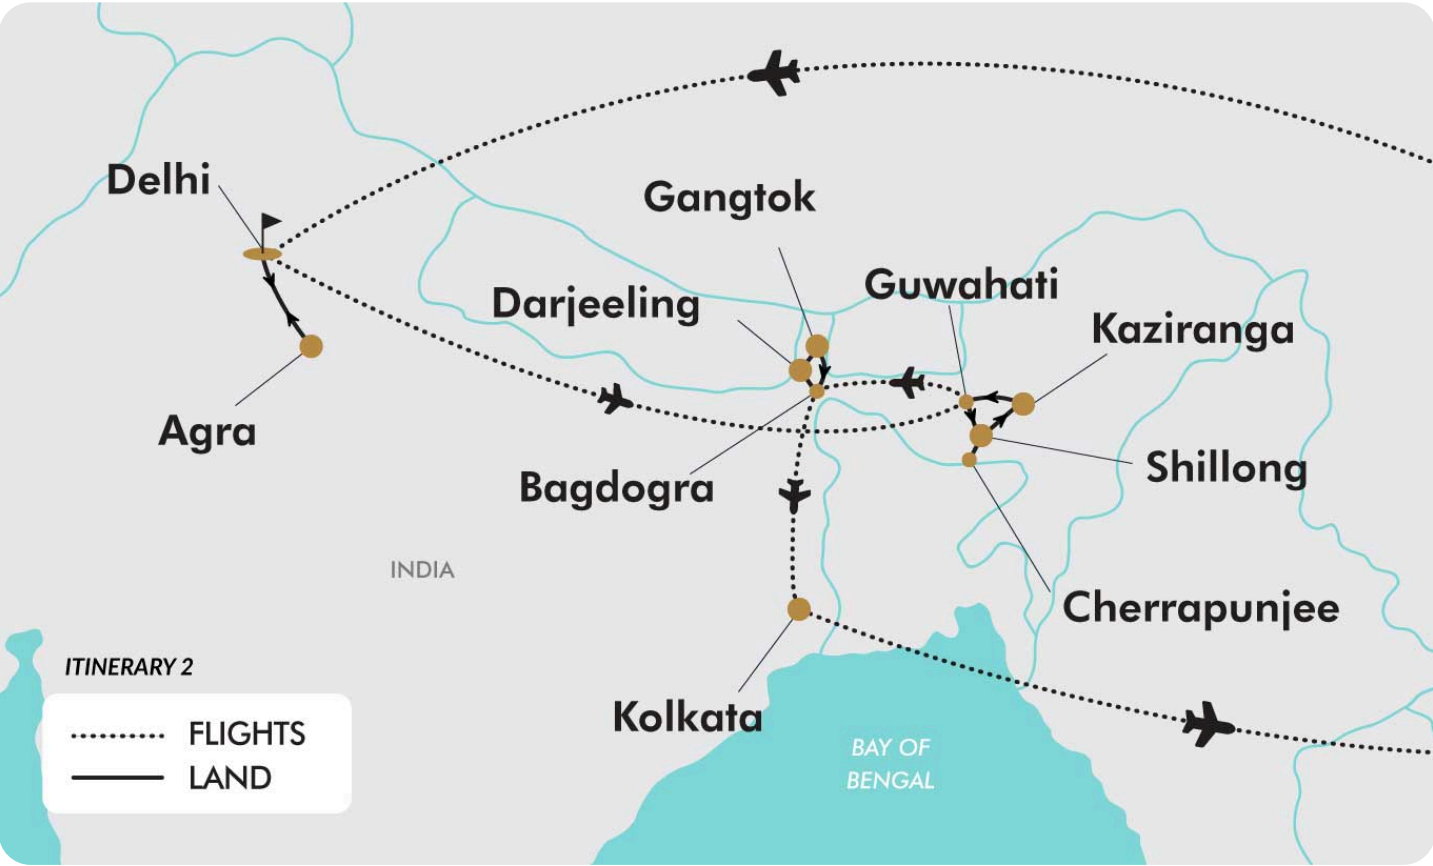 Delhi
Gangtok
Guwahati
Darjeeling
Kaziranga
Agra
Shillong
Bagdogra
INDIA
Cherrapunjee
ITINERARY 2
Kolkata
FLIGHTS
LAND
BAY OF
BENGAL